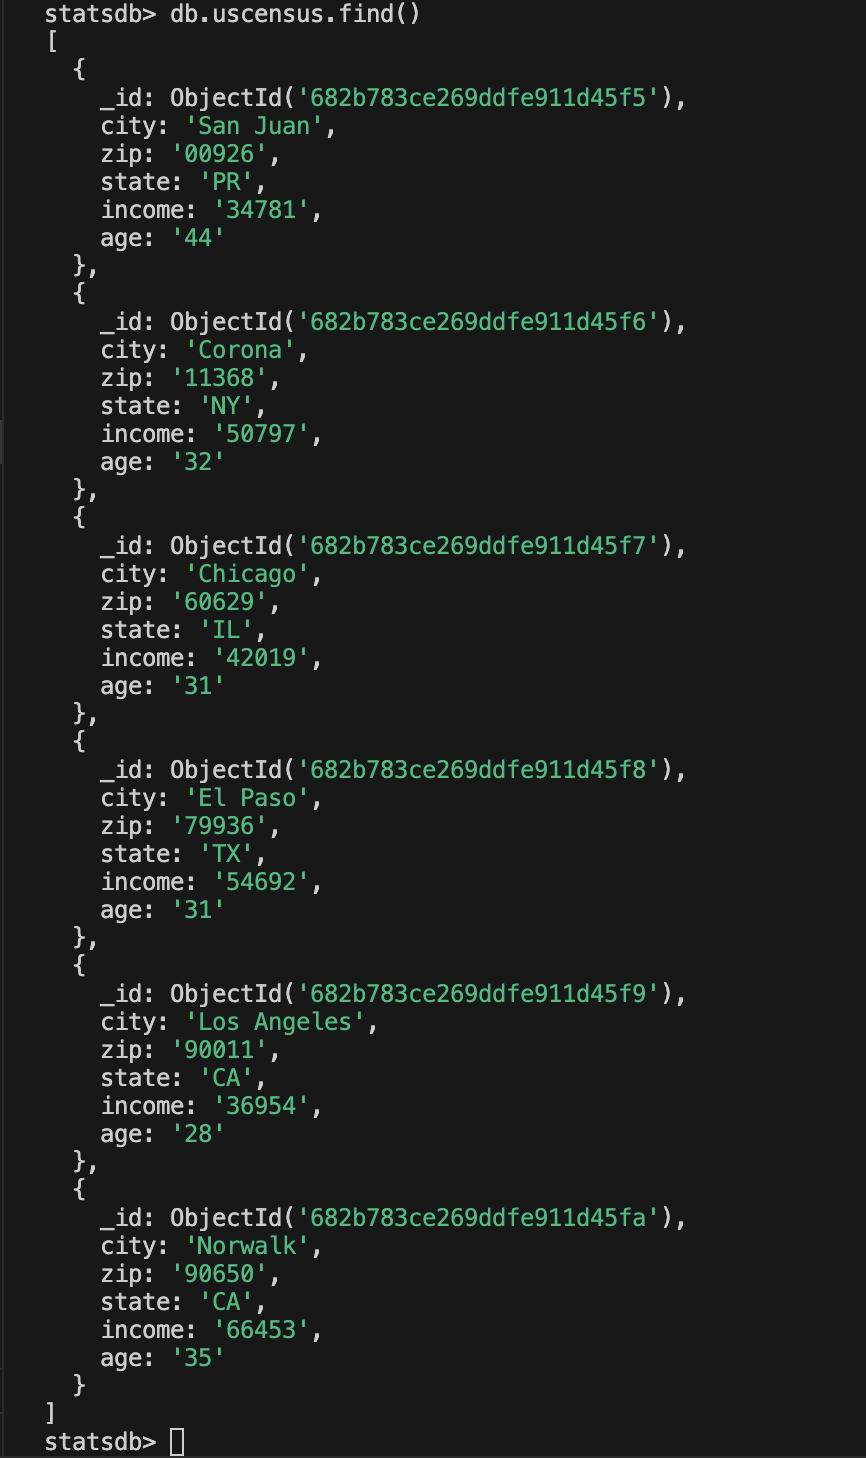 statsdb> db.uscensus.find()
[
  {
    _id: ObjectId('682b783ce269ddfe911d45f5'),
    city: 'San Juan',
    zip: '00926',
    state: 'PR',
    income: '34781',
    age: '44'
  },
  {
    _id: ObjectId('682b783ce269ddfe911d45f6'),
    city: 'Corona',
    zip: '11368',
    state: 'NY',
    income: '50797',
    age: '32'
  },
  {
    _id: ObjectId('682b783ce269ddfe911d45f7'),
    city: 'Chicago',
    zip: '60629',
    state: 'IL',
    income: '42019',
    age: '31'
  },
  {
    _id: ObjectId('682b783ce269ddfe911d45f8'),
    city: 'El Paso',
    zip: '79936',
    state: 'TX',
    income: '54692',
    age: '31'
  },
  {
    _id: ObjectId('682b783ce269ddfe911d45f9'),
    city: 'Los Angeles',
    zip: '90011',
    state: 'CA',
    income: '36954',
    age: '28'
  },
  {
    _id: ObjectId('682b783ce269ddfe911d45fa'),
    city: 'Norwalk',
    zip: '90650',
    state: 'CA',
    income: '66453',
    age: '35'
  }
]
statsdb>